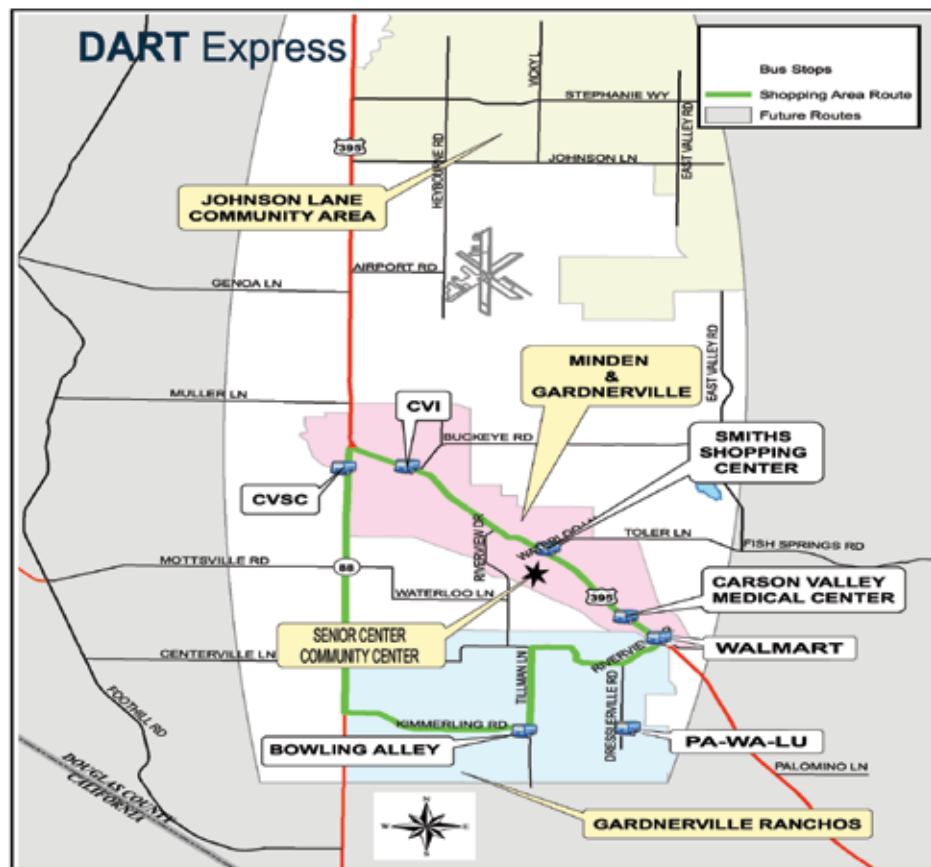 DART Express
Bus Stops
Shopping Area Route
Future Routes
VICKY L
STEPHANIE WY
395
HEYBOURNE RD
EAST VALLEY RD
JOHNSON LN
JOHNSON LANE
COMMUNITY AREA
AIRPORT RD
GENOA LN
MINDEN
&
GARDNERVILLE
EAST VALLEY RD
MULLER LN
CVI
BUCKEYE RD
SMITHS
SHOPPING
CENTER
CVSC
RIVERVIEW DR
WATERLOO LN
TOLER LN
FISH SPRINGS RD
MOTTSVILLE RD
88
WATERLOO LN
395
CARSON VALLEY
MEDICAL CENTER
SENIOR CENTER
COMMUNITY CENTER
WALMART
CENTERVILLE LN
TILLMAN LN
DRESSLERVILLE RD
FOOTHILL RD
KIMMERLING RD
BOWLING ALLEY
PA-WA-LU
PALOMINO LN
DOUGLAS COUNTY
CALIFORNIA
N
W E
S
GARDNERVILLE RANCHOS